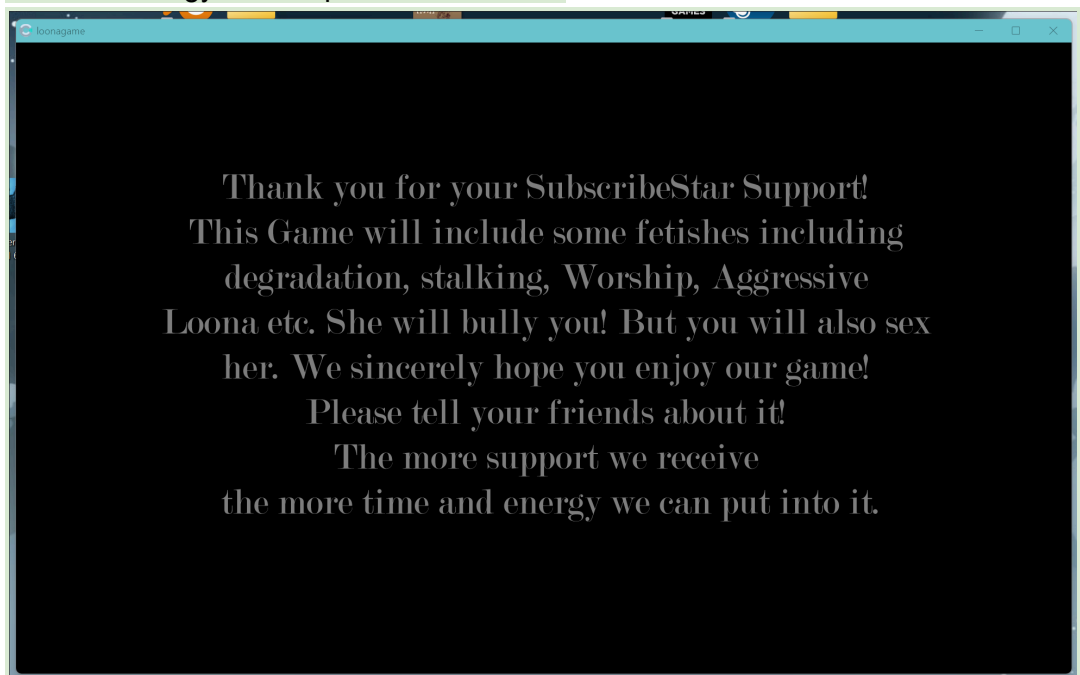 loonagame
Thank you for your SubscribeStar Support!
This Game will include some fetishes including
degradation, stalking, Worship, Aggressive
Loona etc. She will bully you! But you will also sex
her. We sincerely hope you enjoy our game!
Please tell your friends about it!
The more support we receive
the more time and energy we can put into it.